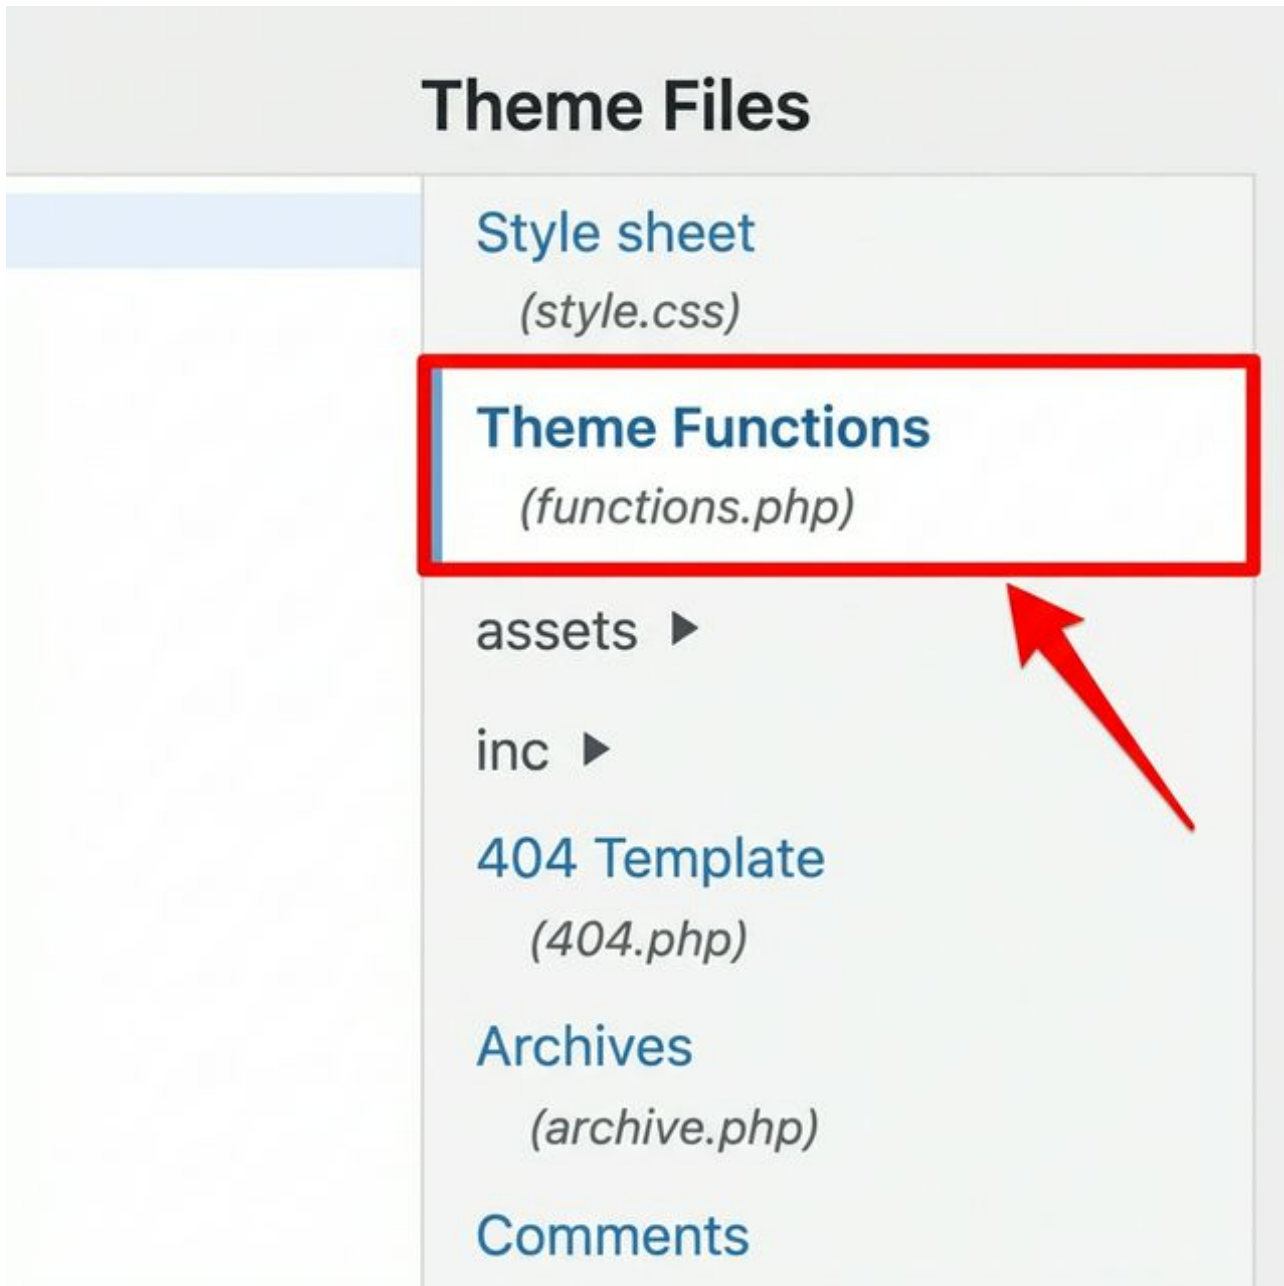 Theme Files
Style sheet
(style.css)
Theme Functions
(functions.php)
assets
inc
404 Template
(404.php)
Archives
(archive.php)
Comments